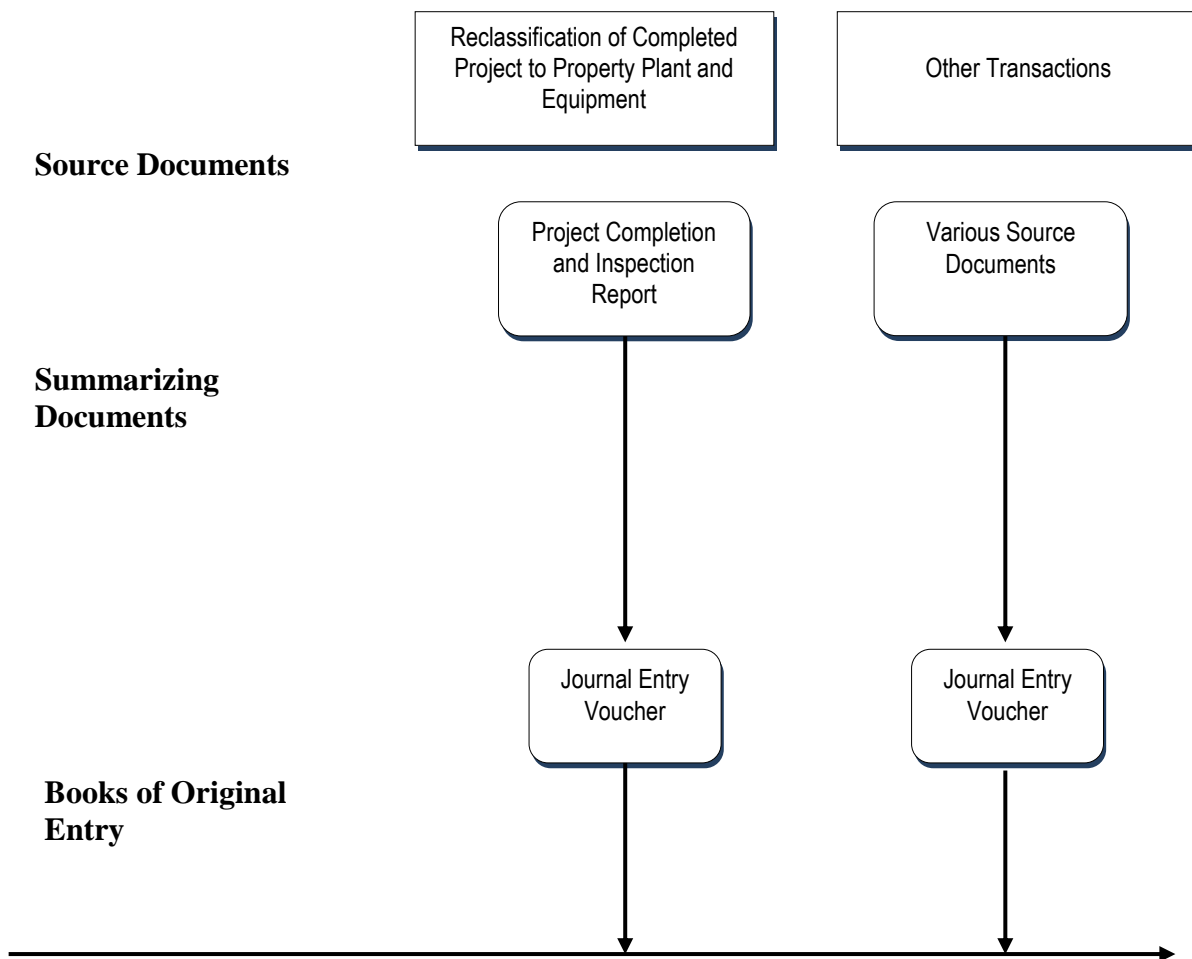 Reclassification of Completed
Project to Property Plant and
Equipment
Other Transactions
Source Documents
Project Completion
and Inspection
Report
Various Source
Documents
Summarizing
Documents
Journal Entry
Voucher
Journal Entry
Voucher
Books of Original
Entry